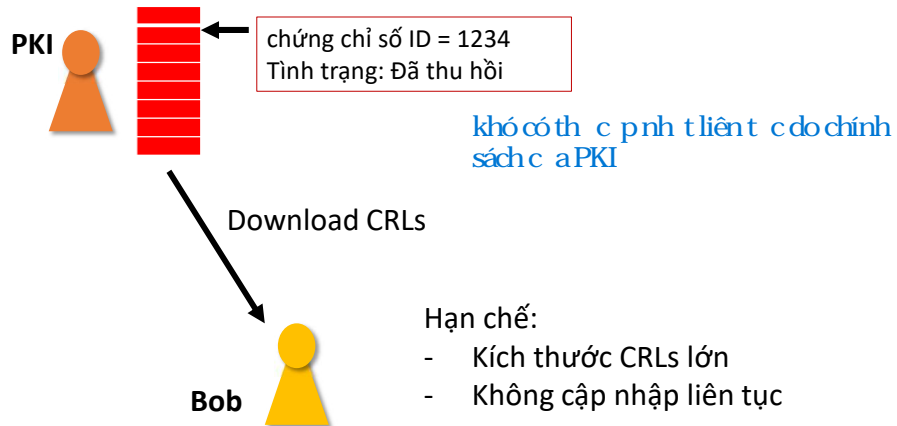 PKI
chứng chỉ số ID = 1234
Tình trạng: Đã thu hồi
khó có th c p nh t liên t c do chính
sách c a PKI
Download CRLs
Hạn chế:
- Kích thước CRLs lớn
- Không cập nhập liên tục
Bob